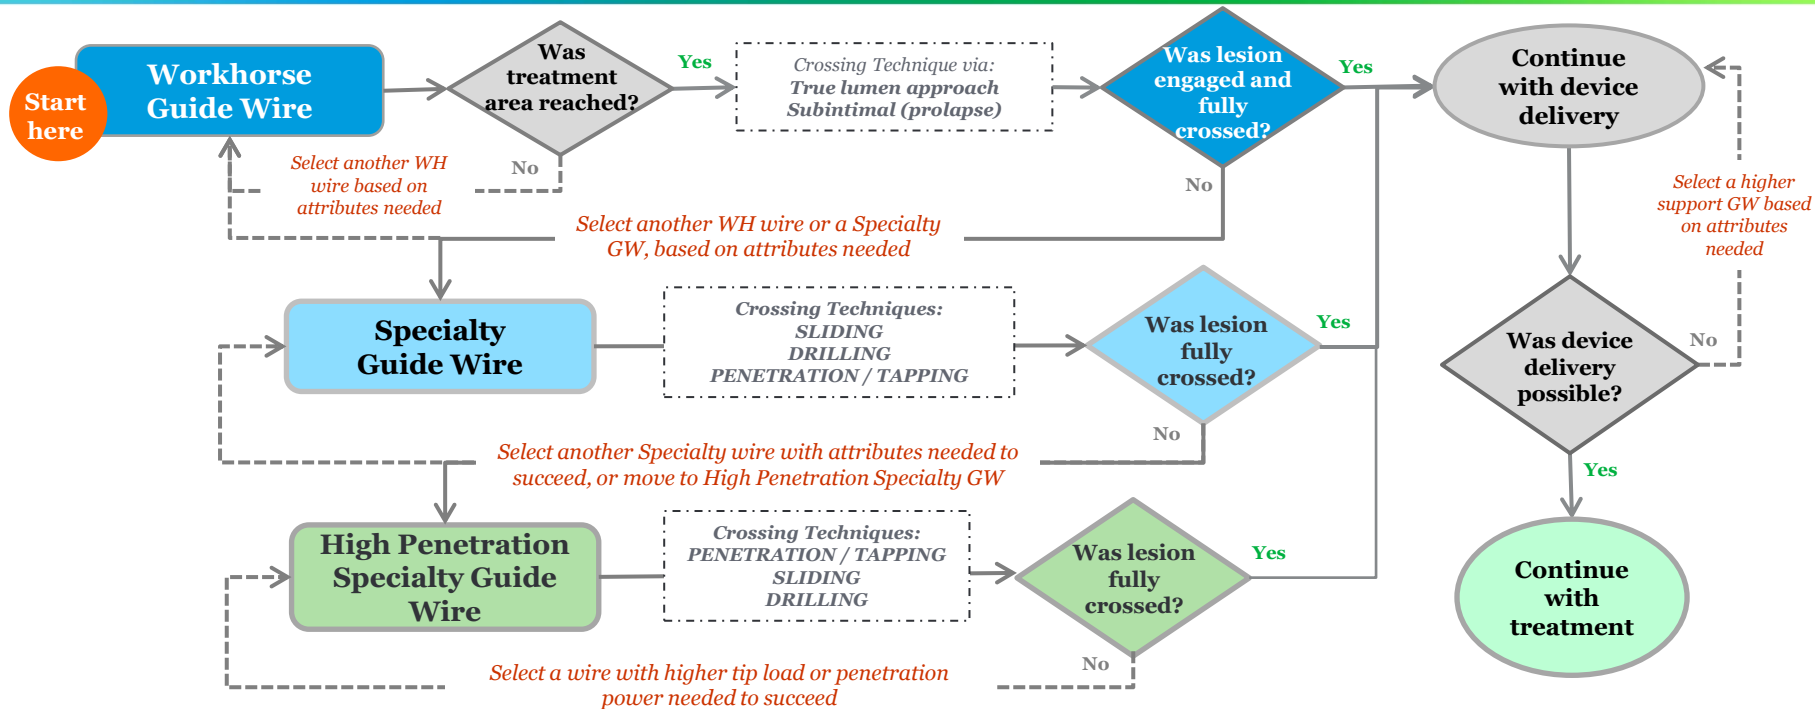 Start
here
Workhorse
Guide Wire
Was
treatment
area reached?
Yes
No
Select another WH
wire based on
attributes needed
Crossing Technique via:
True lumen approach
Subintimal (prolapse)
Was lesion
engaged and
fully
crossed?
Yes
No
Select another WH wire or a Specialty
GW, based on attributes needed
Continue
with device
delivery
Select a higher
support GW based
on attributes
needed
Specialty
Guide Wire
Crossing Techniques:
SLIDING
DRILLING
PENETRATION / TAPPING
Was lesion
fully
crossed?
Yes
No
Select another Specialty wire with attributes needed to
succeed, or move to High Penetration Specialty GW
Was device
delivery
possible?
No
Yes
High Penetration
Specialty Guide
Wire
Crossing Techniques:
PENETRATION / TAPPING
SLIDING
DRILLING
Was lesion
fully
crossed?
Yes
No
Select a wire with higher tip load or penetration
power needed to succeed
Continue
with
treatment